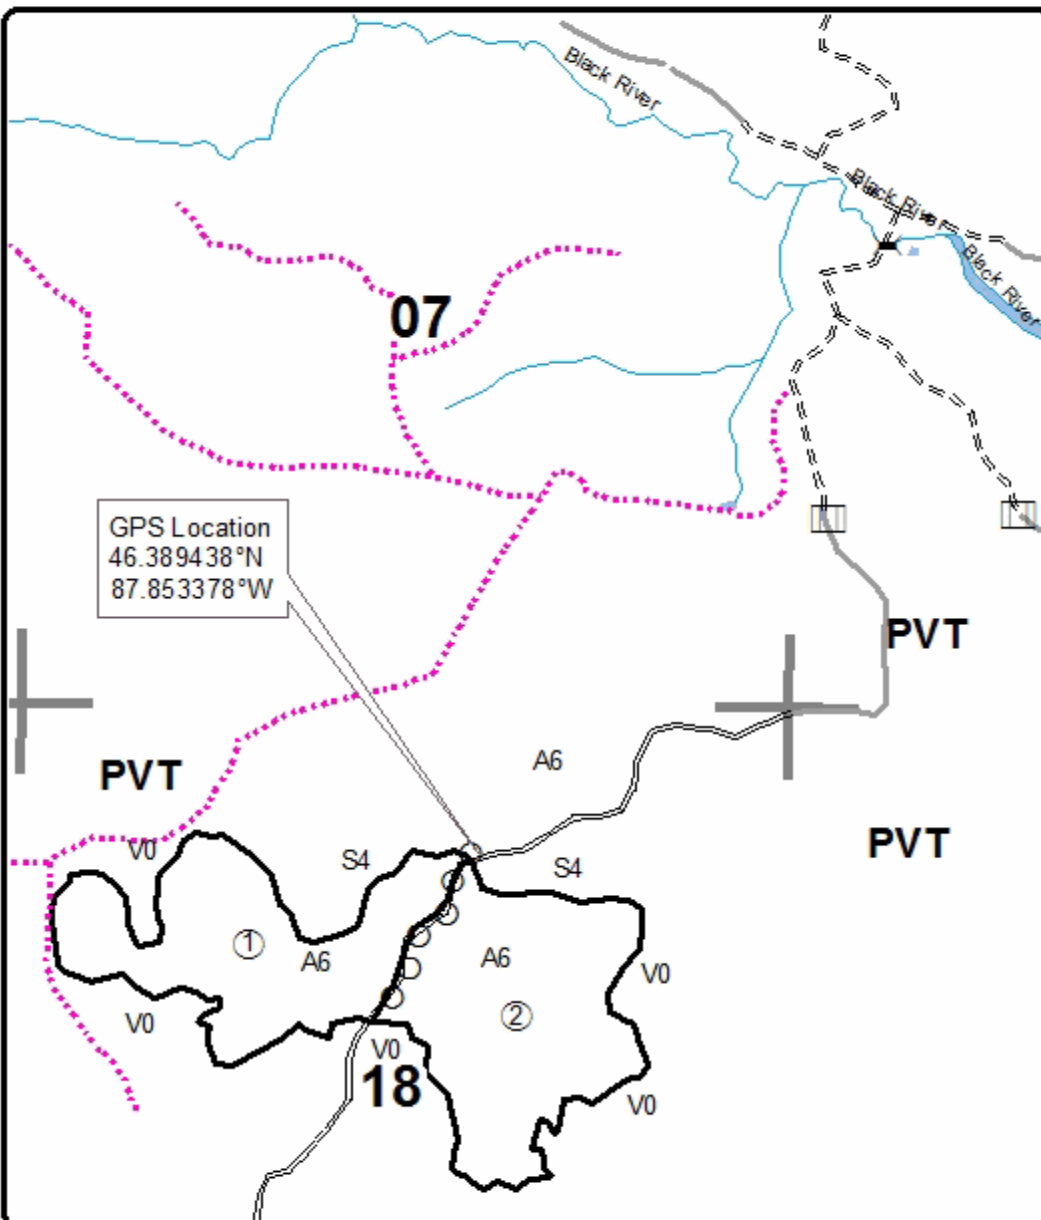 Black River
Black River
Black River
07
GPS Location
46.389438°N
87.853378°W
PVT
A6
PVT
PVT
V0
S4
S4
1
A6
A6
V0
2
V0
V0
18
V0